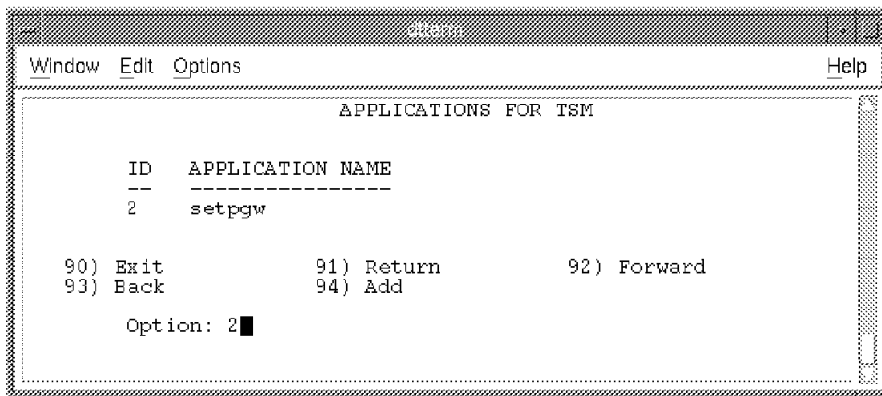 dtterm
Window Edit Options Help
APPLICATIONS FOR TSM
ID APPLICATION NAME
-- ----------------
2 setpgw
90) Exit 91) Return 92) Forward
93) Back 94) Add
Option: 2